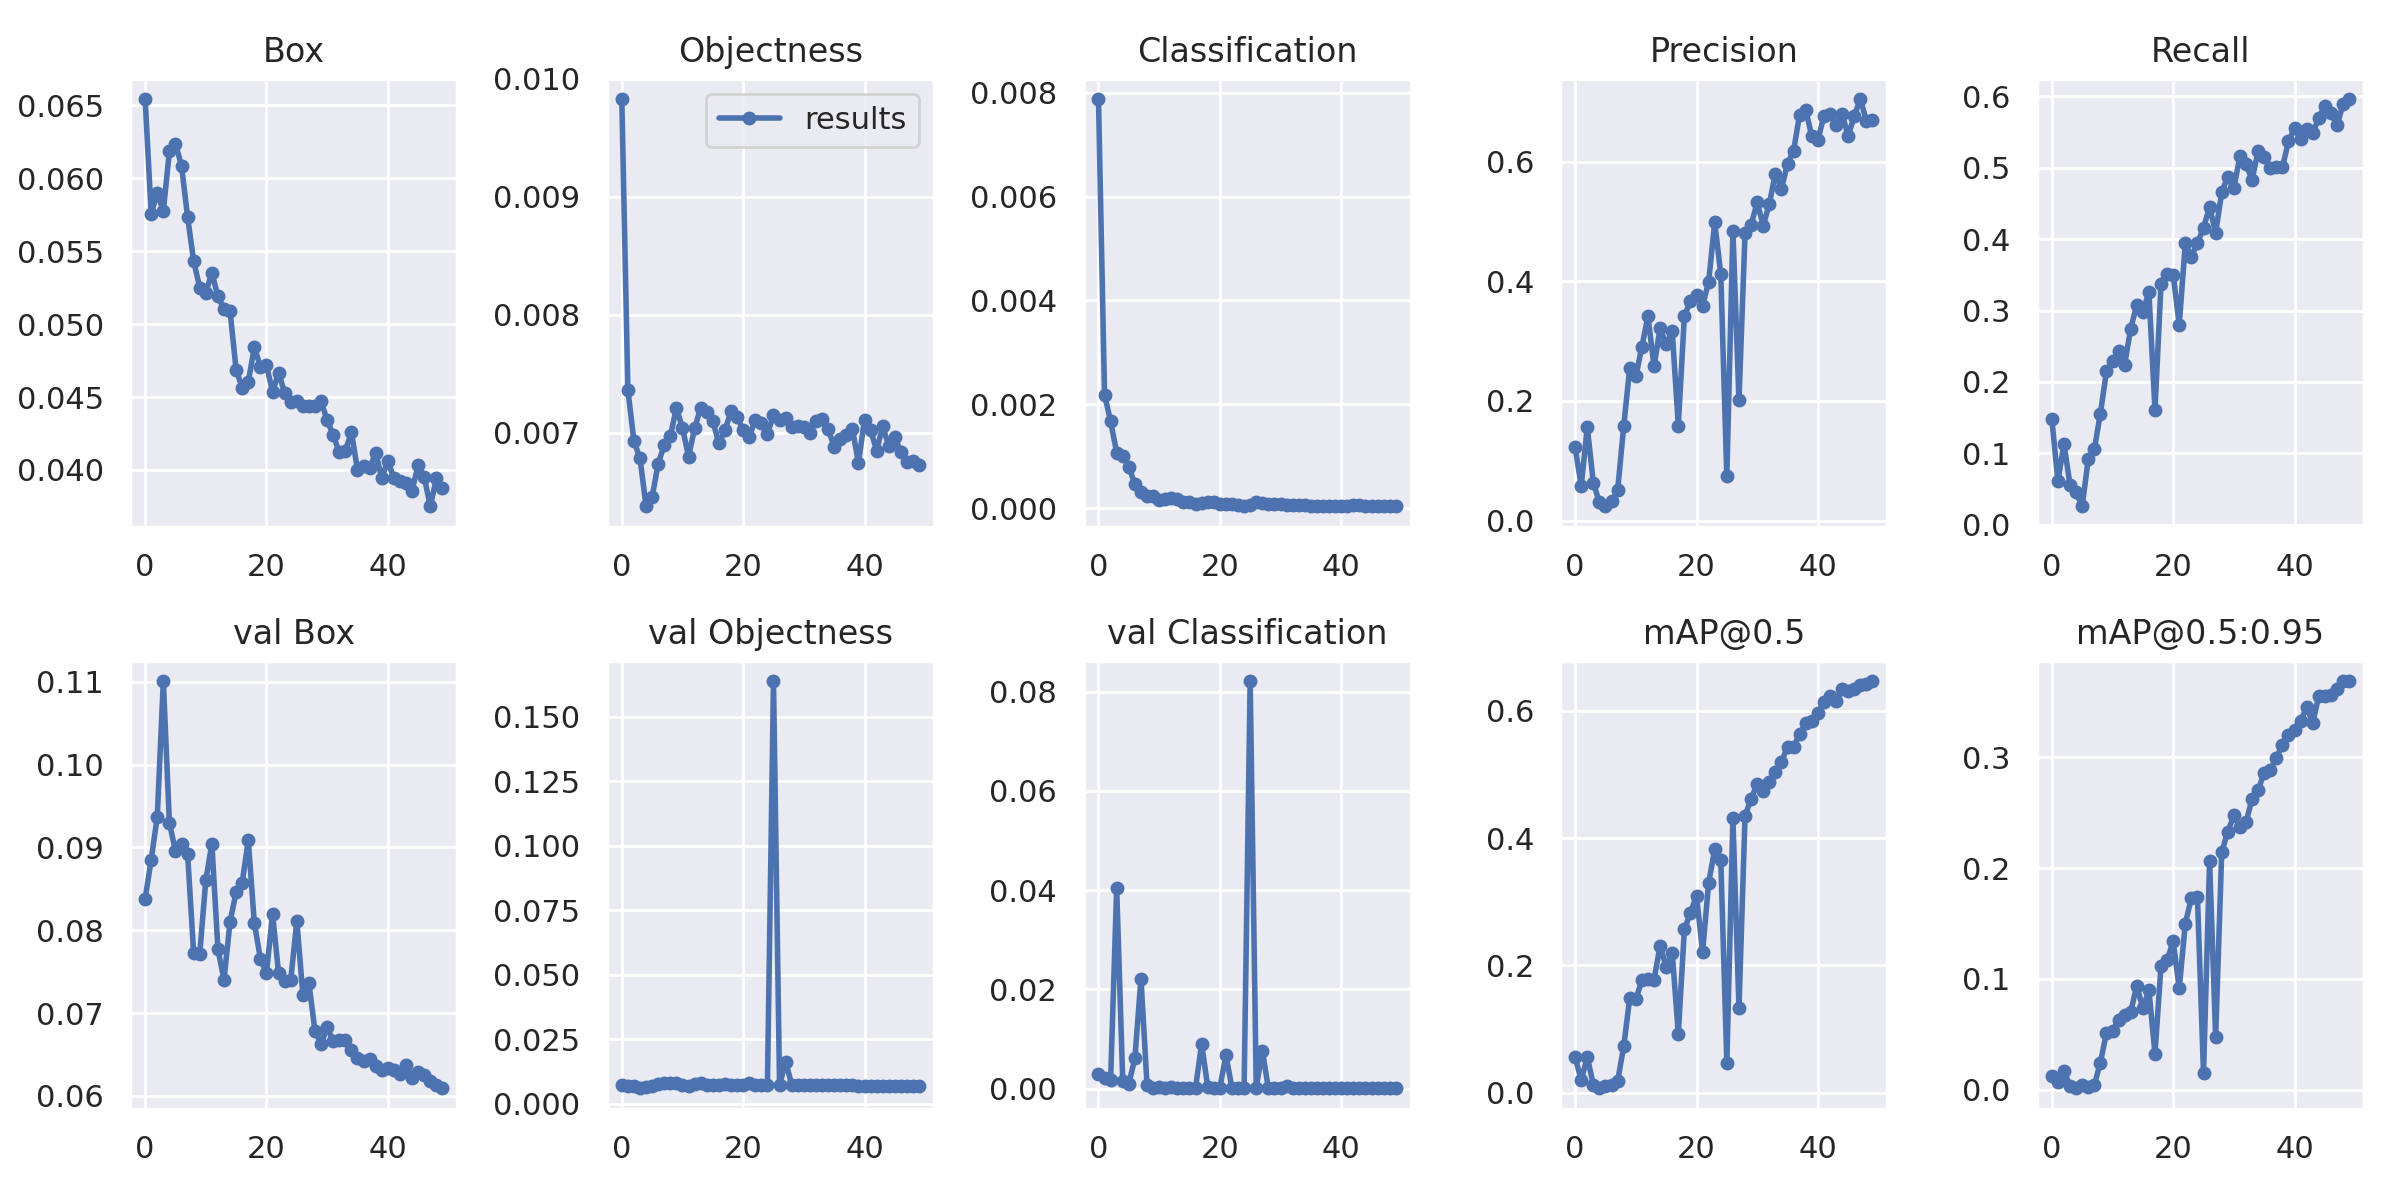 Box
0.065
0.060
0.055
0.050
0.045
0.040
0 20 40
Objectness
0.010
0.009
0.008
0.007
0 20 40
results
Classification
0.008
0.006
0.004
0.002
0.000
0 20 40
Precision
0.6
0.4
0.2
0.0
0 20 40
Recall
0.6
0.5
0.4
0.3
0.2
0.1
0.0
0 20 40
val Box
0.11
0.10
0.09
0.08
0.07
0.06
0 20 40
val Objectness
0.150
0.125
0.100
0.075
0.050
0.025
0.000
0 20 40
val Classification
0.08
0.06
0.04
0.02
0.00
0 20 40
mAP@0.5
0.6
0.4
0.2
0.0
0 20 40
mAP@0.5:0.95
0.3
0.2
0.1
0.0
0 20 40